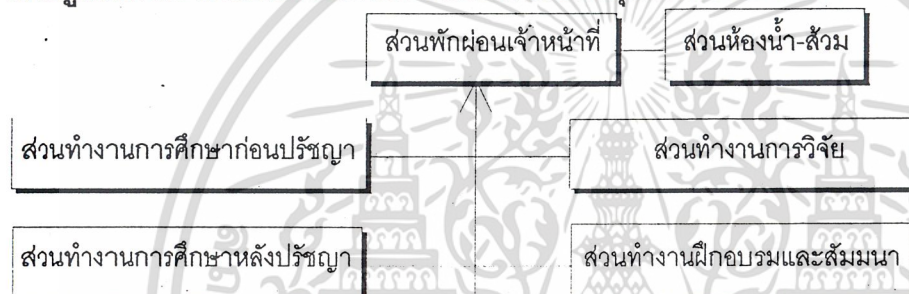 ส่วนพักผ่อนเจ้าหน้าที่
ส่วนห้องน้ำ-ส้วม
ส่วนทำงานการศึกษาก่อนปรัชญา
ส่วนทำงานการวิจัย
ส่วนทำงานการศึกษาหลังปรัชญา
ส่วนทำงานฝึกอบรมและสัมมนา